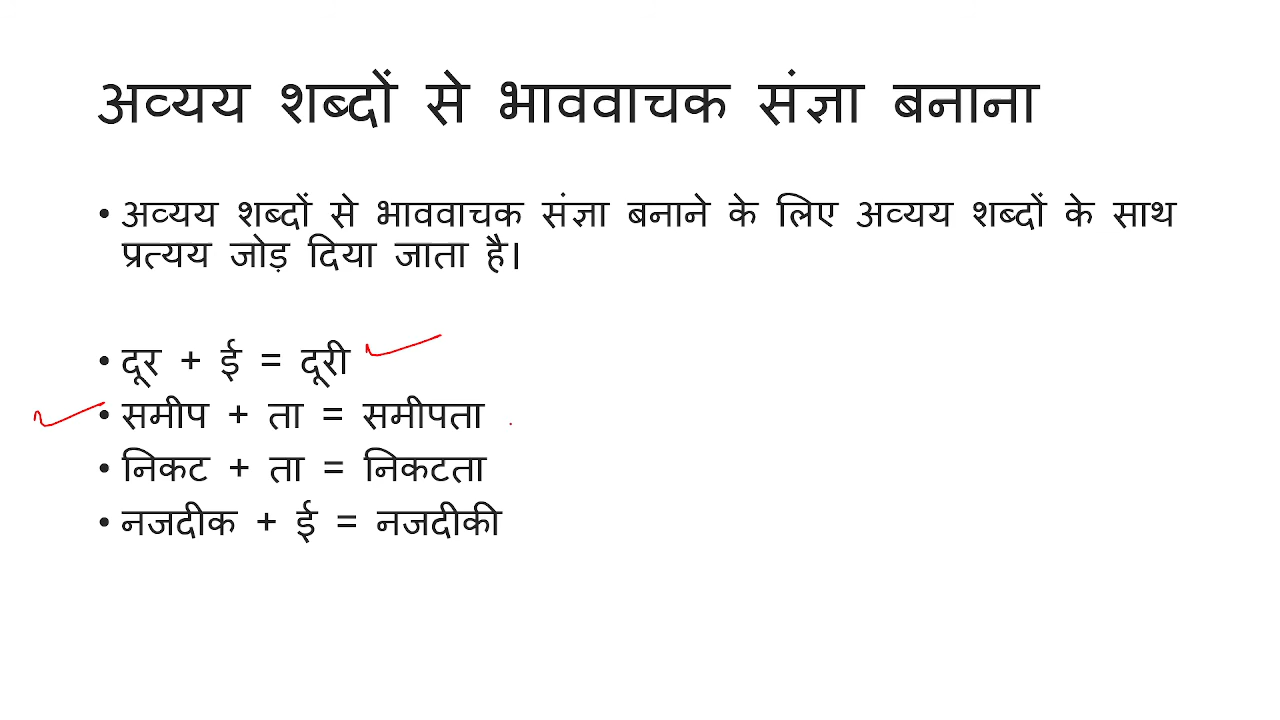 अव्यय शब्दों से भाववाचक संज्ञा बनाना
• अव्यय शब्दों से भाववाचक संज्ञा बनाने के लिए अव्यय शब्दों के साथ
प्रत्यय जोड़ दिया जाता है।
• दूर + ई = दूरी
• समीप + ता = समीपता
• निकट + ता = निकटता
• नजदीक + ई = नजदीकी